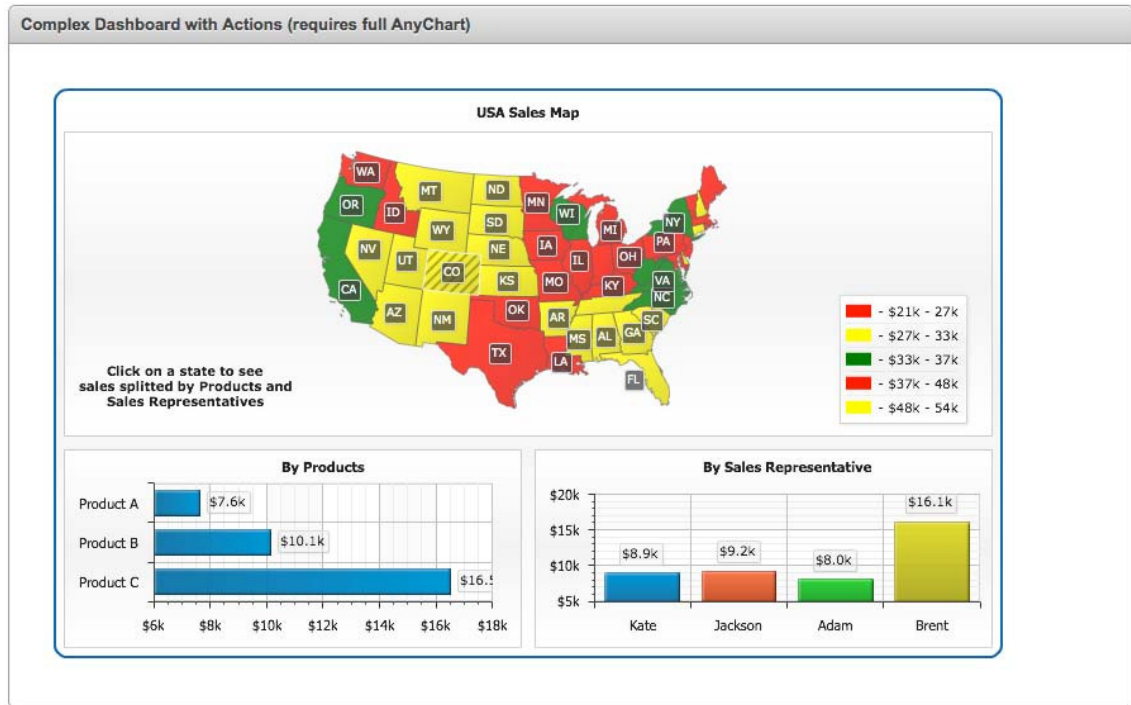 Complex Dashboard with Actions (requires full AnyChart)
USA Sales Map
WA
MT
ND
MN
OR
ID
WI
SD
WY
MI
NY
NV
NE
IA
PA
UT
CO
IL
OH
CA
KS
MO
KY
VA
NC
AZ
NM
OK
AR
SC
MS
AL
GA
TX
LA
FL
Click on a state to see
sales splitted by Products and
Sales Representatives
- $21k - 27k
- $27k - 33k
- $33k - 37k
- $37k - 48k
- $48k - 54k
By Products
Product A
$7.6k
Product B
$10.1k
Product C
$16.5
$6k $8k $10k $12k $14k $16k $18k
By Sales Representative
$20k
$15k
$10k
$5k
$8.9k
$9.2k
$8.0k
$16.1k
Kate Jackson Adam Brent